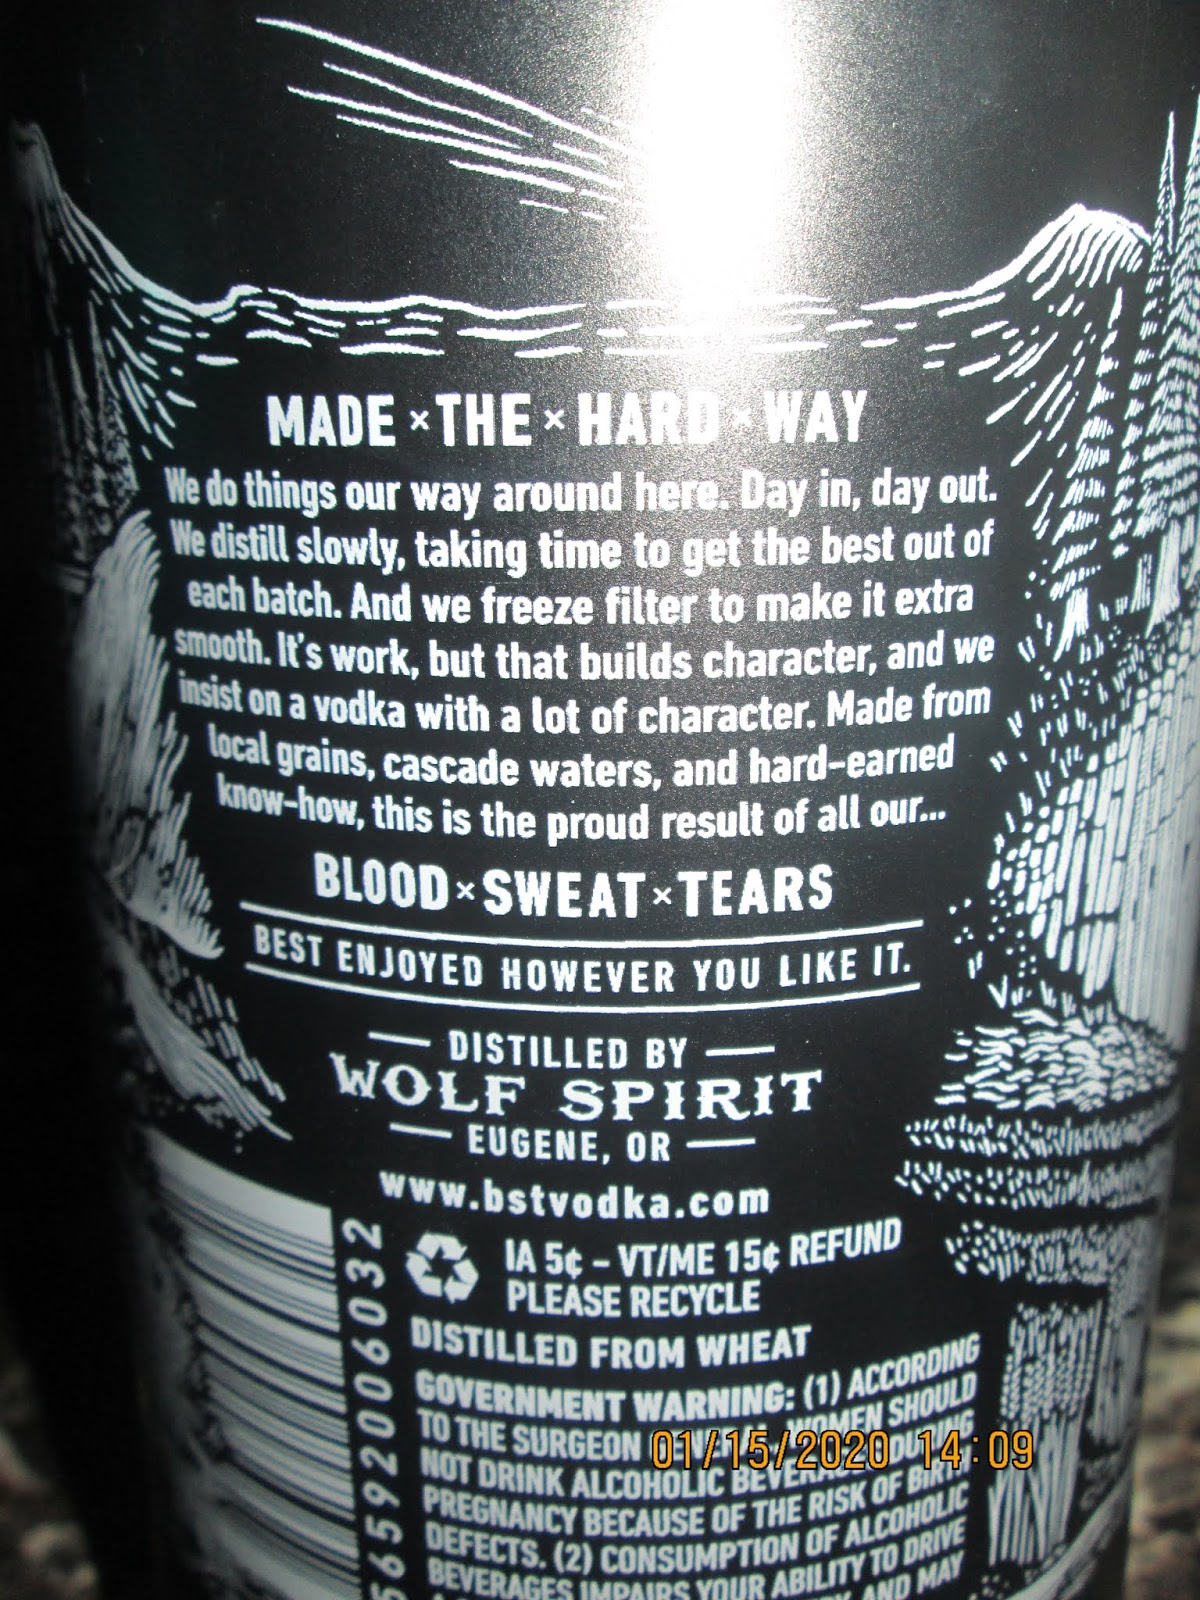 MADE × THE × HARD × WAY
We do things our way around here. Day in, day out.
We distill slowly, taking time to get the best out of
each batch. And we freeze filter to make it extra
smooth. It's work, but that builds character, and we
insist on a vodka with a lot of character. Made from
local grains, cascade waters, and hard-earned
know-how, this is the proud result of all our...
BLOOD × SWEAT × TEARS
BEST ENJOYED HOWEVER YOU LIKE IT.
DISTILLED BY
WOLF SPIRIT
EUGENE, OR
www.bstvodka.com
IA 5¢ – VT/ME 15¢ REFUND
PLEASE RECYCLE
DISTILLED FROM WHEAT
GOVERNMENT WARNING: (1) ACCORDING
TO THE SURGEON WOMEN SHOULD
NOT DRINK ALCOHOLIC
PREGNANCY BECAUSE OF THE RISK OF BIRTH
DEFECTS. (2) CONSUMPTION OF ALCOHOLIC
BEVERAGES IMPAIRS YOUR ABILITY TO DRIVE
AND MAY
6592006032
01/15/2020 14:09